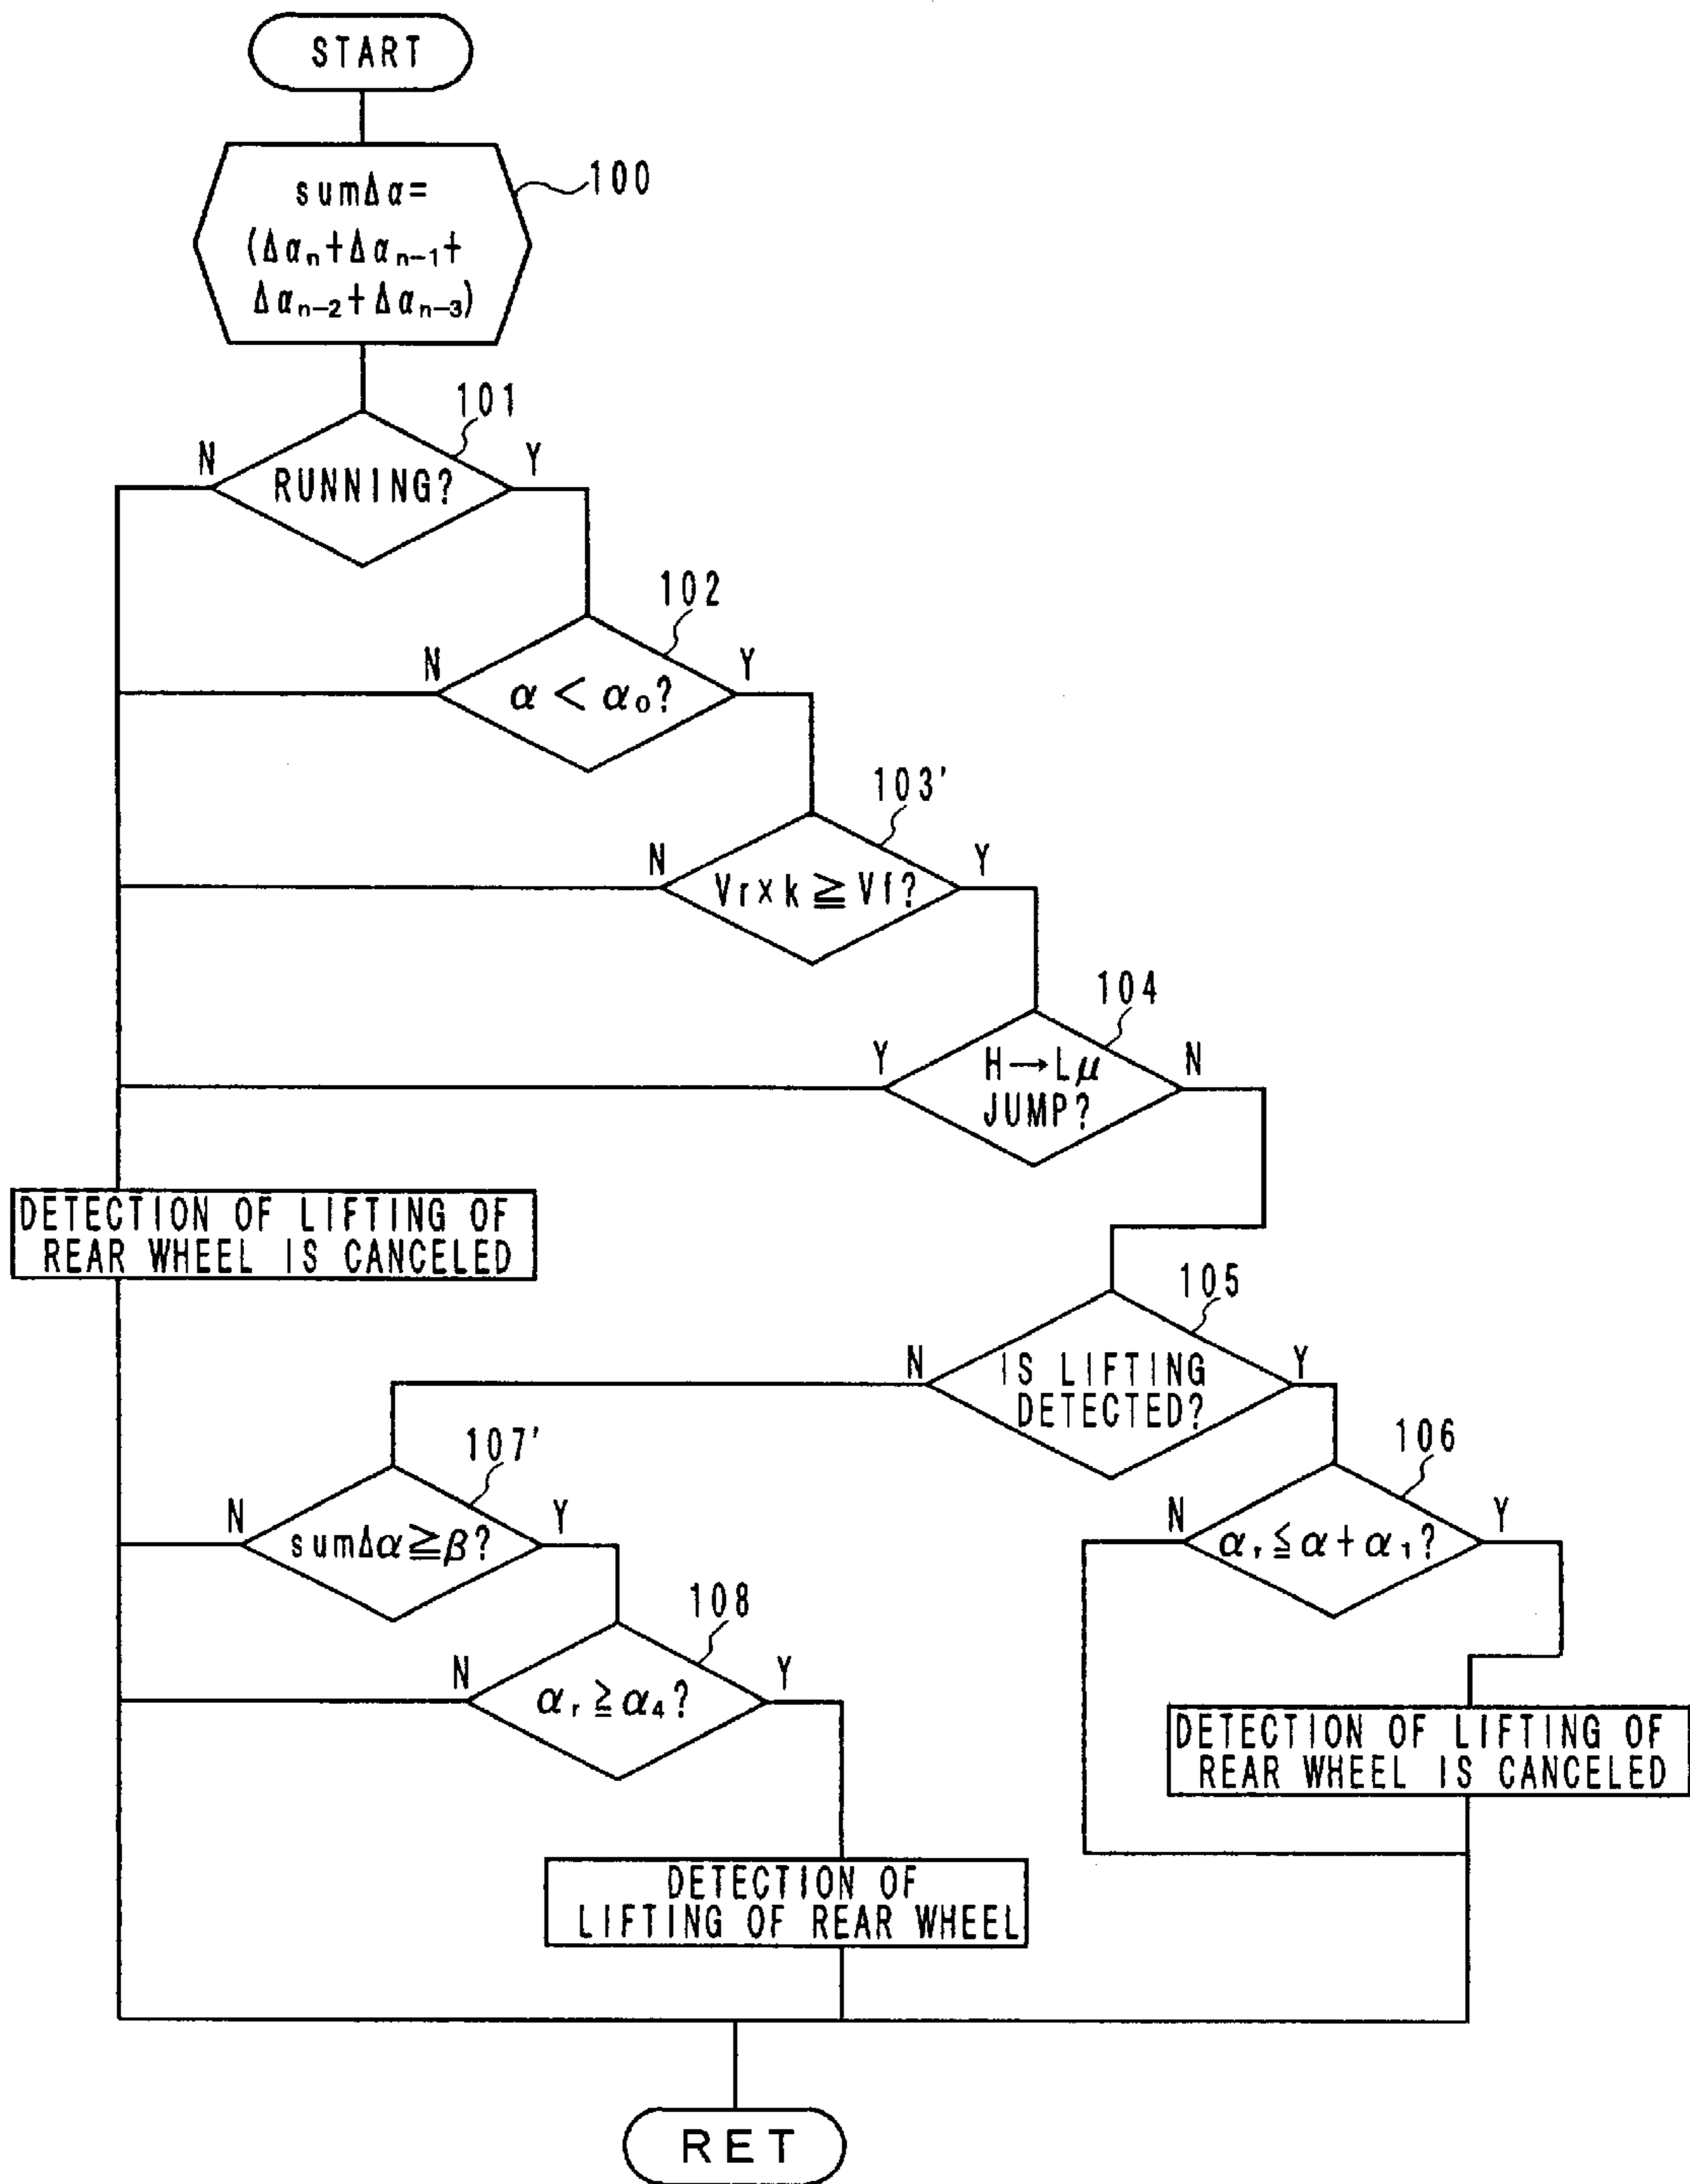 START
100
sumΔα=
(Δαₙ+Δαₙ₋₁+
Δαₙ₋₂+Δαₙ₋₃)
101
N
Y
RUNNING?
102
N
Y
α < α₀?
103'
N
Y
Vr×k ≧ Vf?
104
Y
N
H→Lμ
JUMP?
DETECTION OF LIFTING OF
REAR WHEEL IS CANCELED
105
N
Y
IS LIFTING
DETECTED?
107'
N
Y
sumΔα≧β?
106
N
Y
αᵣ≦α+α₁?
108
N
Y
αᵣ≧α₄?
DETECTION OF LIFTING OF
REAR WHEEL IS CANCELED
DETECTION OF
LIFTING OF REAR WHEEL
RET